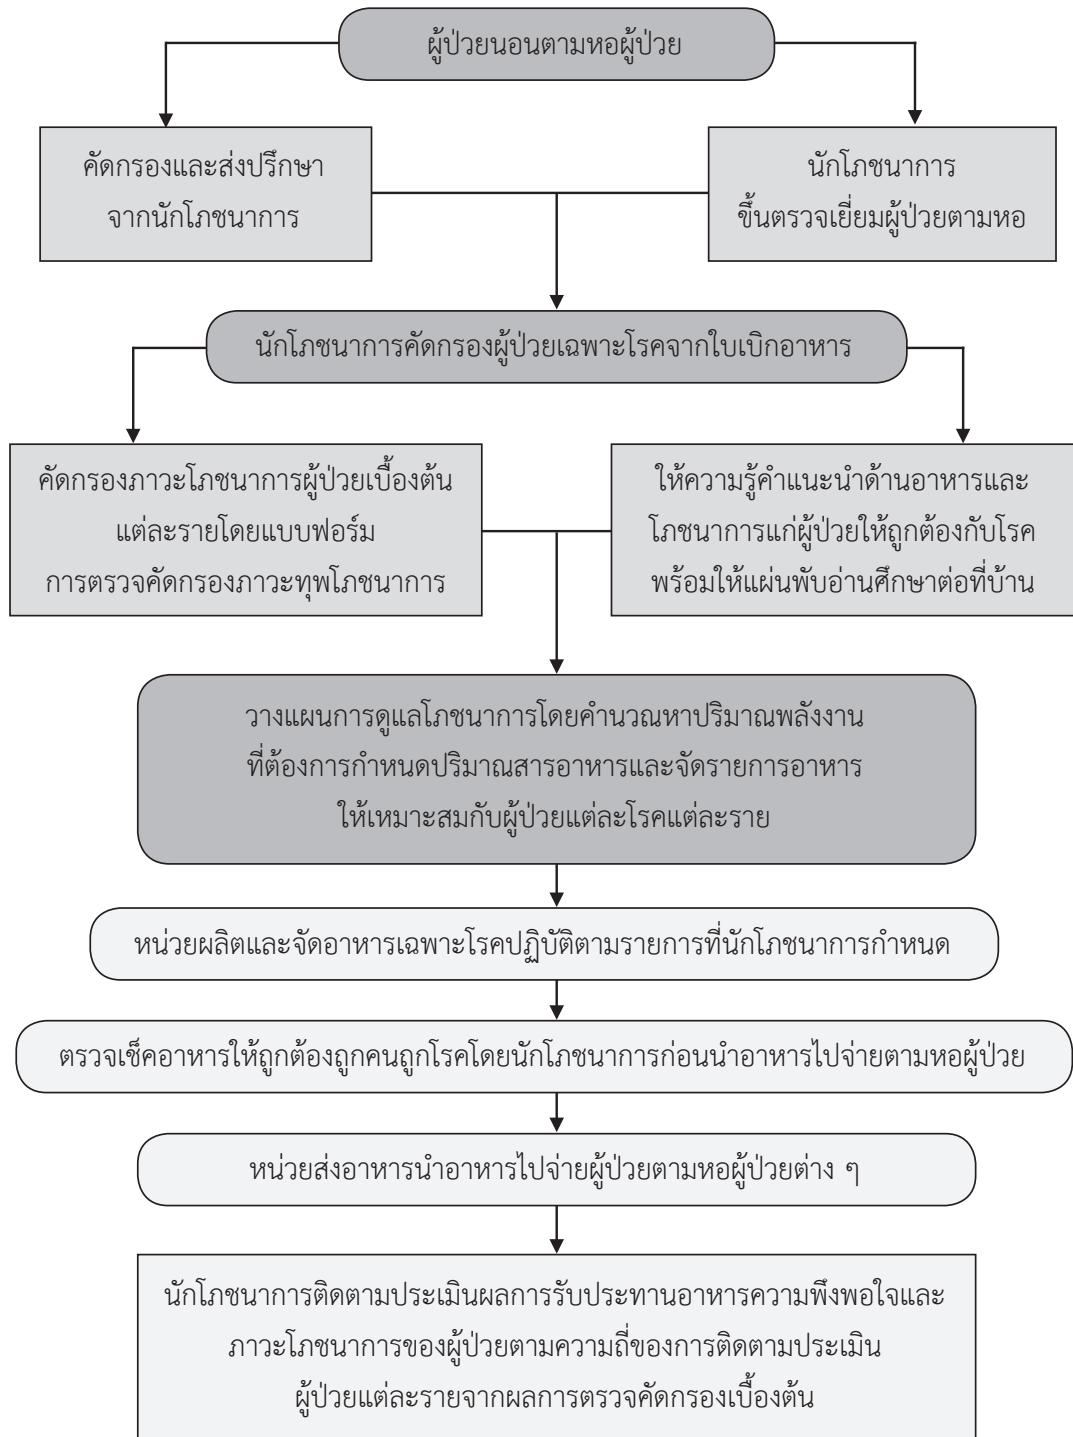 ผู้ป่วยนอนตามหอผู้ป่วย
คัดกรองและส่งปรึกษา
จากนักโภชนาการ
นักโภชนาการ
ขึ้นตรวจเยี่ยมผู้ป่วยตามหอ
นักโภชนาการคัดกรองผู้ป่วยเฉพาะโรคจากใบเบิกอาหาร
คัดกรองภาวะโภชนาการผู้ป่วยเบื้องต้น
แต่ละรายโดยแบบฟอร์ม
การตรวจคัดกรองภาวะทุพโภชนาการ
ให้ความรู้คำแนะนำด้านอาหารและ
โภชนาการแก่ผู้ป่วยให้ถูกต้องกับโรค
พร้อมให้แผ่นพับอ่านศึกษาต่อที่บ้าน
วางแผนการดูแลโภชนาการโดยคำนวณหาปริมาณพลังงาน
ที่ต้องการกำหนดปริมาณสารอาหารและจัดรายการอาหาร
ให้เหมาะสมกับผู้ป่วยแต่ละโรคแต่ละราย
หน่วยผลิตและจัดอาหารเฉพาะโรคปฏิบัติตามรายการที่นักโภชนาการกำหนด
ตรวจเช็คอาหารให้ถูกต้องถูกคนถูกโรคโดยนักโภชนาการก่อนนำอาหารไปจ่ายตามหอผู้ป่วย
หน่วยส่งอาหารนำอาหารไปจ่ายผู้ป่วยตามหอผู้ป่วยต่าง ๆ
นักโภชนาการติดตามประเมินผลการรับประทานอาหารความพึงพอใจและ
ภาวะโภชนาการของผู้ป่วยตามความถี่ของการติดตามประเมิน
ผู้ป่วยแต่ละรายจากผลการตรวจคัดกรองเบื้องต้น